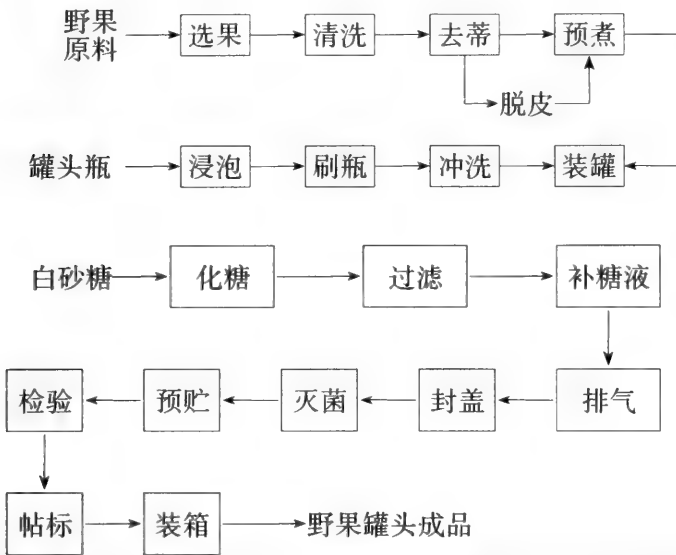 野果
原料
选果
清洗
去蒂
预煮
脱皮
罐头瓶
浸泡
刷瓶
冲洗
装罐
白砂糖
化糖
过滤
补糖液
检验
预贮
灭菌
封盖
排气
帖标
装箱
野果罐头成品